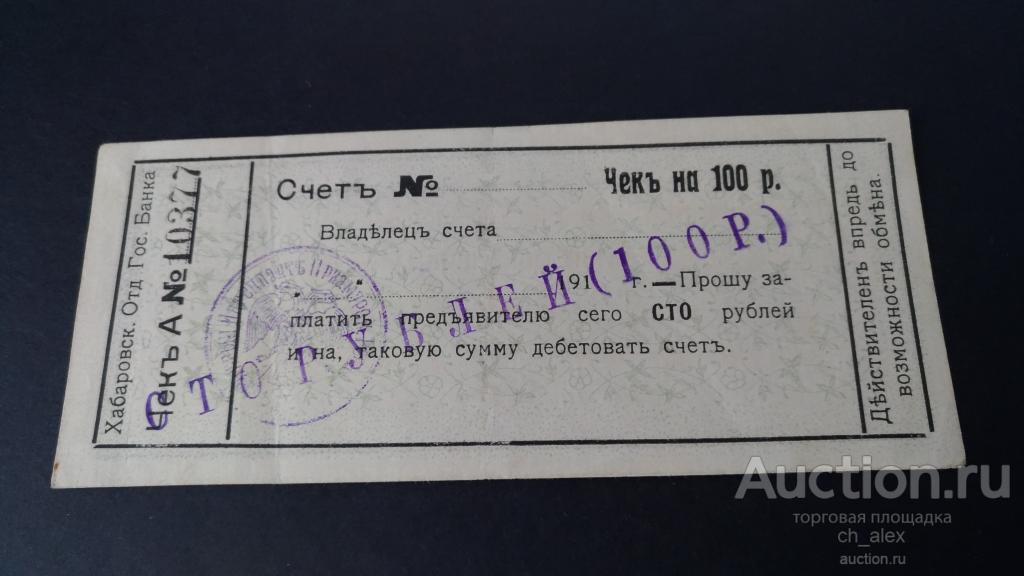 Хабаровск. Отд Гос. Банка
Чекъ А № 10377
Счетъ №
Чекъ на 100 р.
Владѣлецъ счета
" " 191 г. — Прошу за-
платить предъявителю сего СТО рублей
и на, таковую сумму дебетовать счетъ.
СТО РУБЛЕЙ (100 Р.)
Дѣйствителенъ впредь до
возможности обмѣна.
Auction.ru
торговая площадка
ch_alex
auction.ru